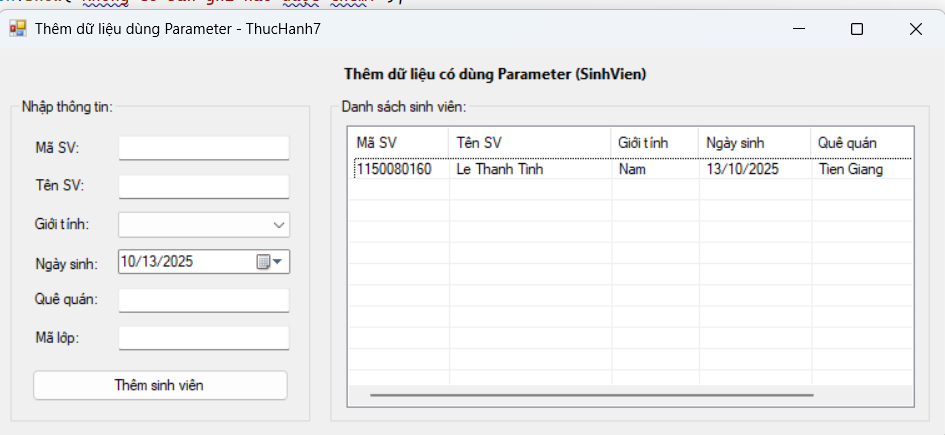 Thêm dữ liệu dùng Parameter - ThucHanh7
Thêm dữ liệu có dùng Parameter (SinhVien)
Nhập thông tin:
Mã SV:
Tên SV:
Giới tính:
Ngày sinh: 10/13/2025
Quê quán:
Mã lớp:
Thêm sinh viên
Danh sách sinh viên:
Mã SV Tên SV Giới tính Ngày sinh Quê quán
1150080160 Le Thanh Tinh Nam 13/10/2025 Tien Giang